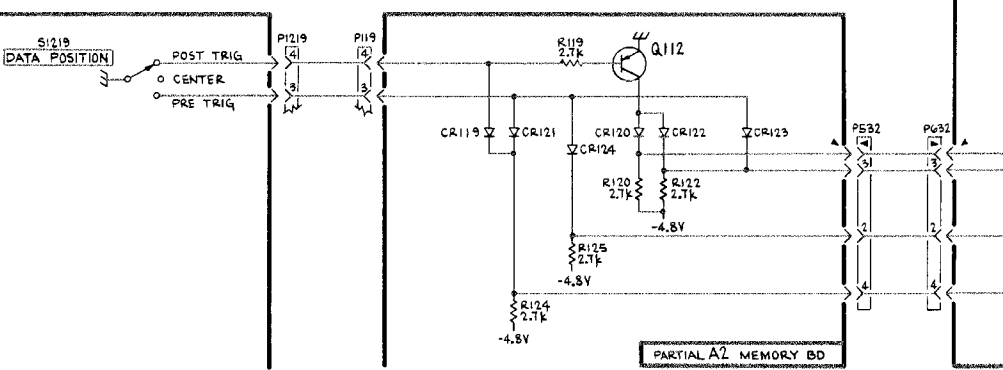 S1219
DATA POSITION
POST TRIG
CENTER
PRE TRIG
P1219
4
3
P119
4
3
R119
2.7K
Q112
CR119
CR121
CR124
CR120
CR122
CR123
R120
2.7K
R122
2.7K
-4.8V
R125
2.7K
-4.8V
R124
2.7K
-4.8V
P532
3
2
4
P632
3
2
4
PARTIAL A2 MEMORY BD